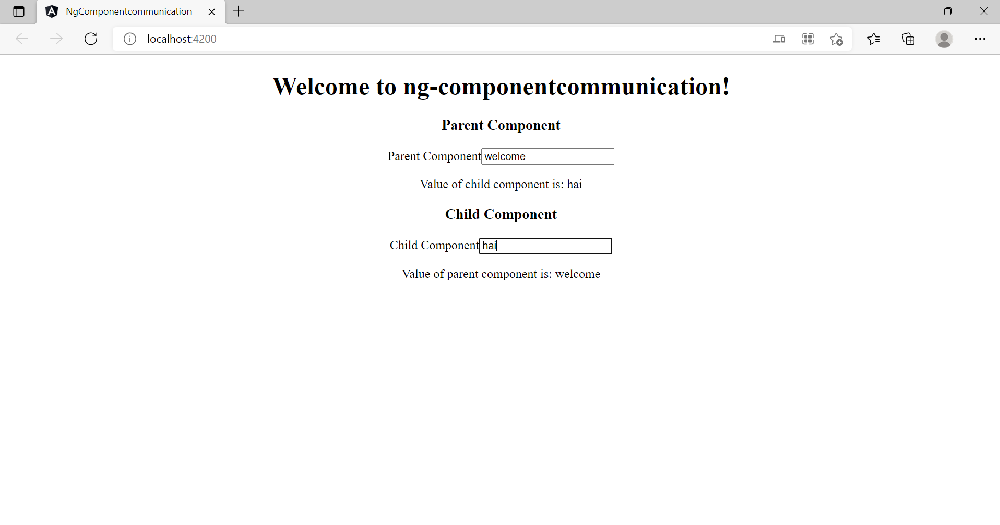 NgComponentcommunication
localhost:4200
Welcome to ng-componentcommunication!
Parent Component
Parent Component welcome
Value of child component is: hai
Child Component
Child Component hai
Value of parent component is: welcome